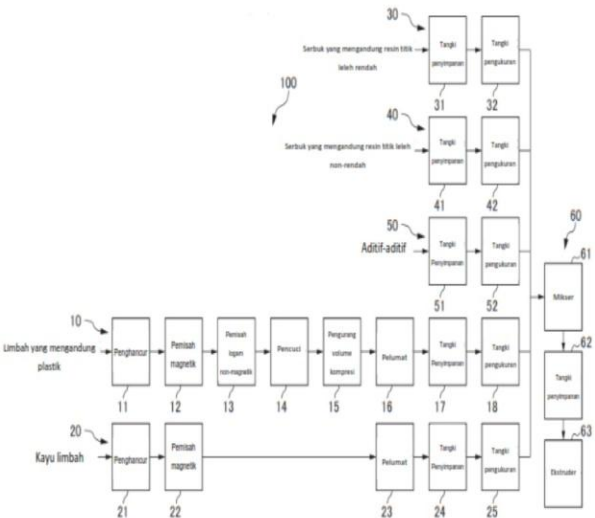 30
Serbuk yang mengandung resin titik
leleh rendah
Tangki
penyimpanan
Tangki
pengukuran
31
32
100
40
Serbuk yang mengandung resin titik leleh
non-rendah
Tangki
penyimpanan
Tangki
pengukuran
41
42
50
Aditif-aditif
Tangki
Penyimpanan
Tangki
pengukuran
51
52
60
61
Mikser
62
Tangki
penyimpanan
63
Ekstruder
10
Limbah yang mengandung
plastik
Penghancur
Pemisah
magnetik
Pemisah
logam
non-magnetik
Pencuci
Pengurang
volume
kompresi
Pelumat
Tangki
Penyimpanan
Tangki
pengukuran
11
12
13
14
15
16
17
18
20
Kayu limbah
Penghancur
Pemisah
magnetik
Pelumat
Tangki
Penyimpanan
Tangki
pengukuran
21
22
23
24
25